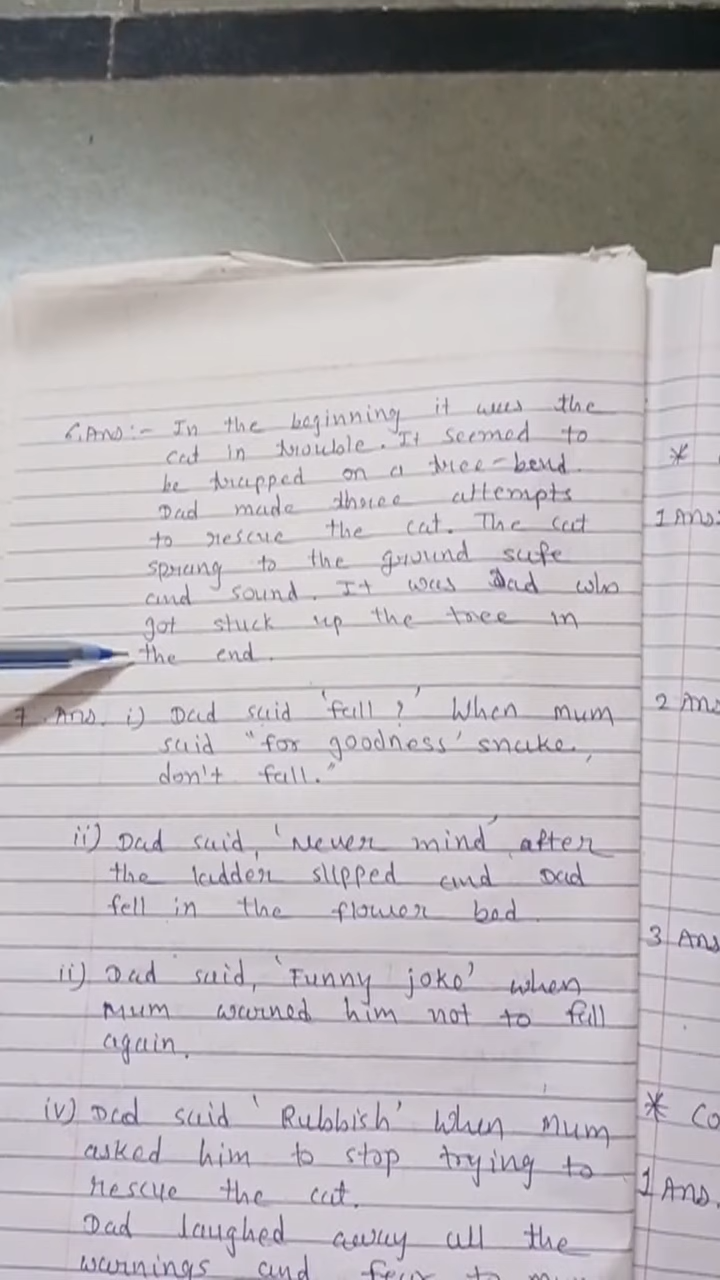 6. Ans:- In the beginning it was the
cat in trouble. It seemed to
be trapped on a tree-bend.
Dad made three attempts
to rescue the cat. The cat
sprang to the ground safe
and sound. It was Dad who
got stuck up the tree in
the end.
7. Ans. i) Dad said 'fall?' When mum
said "for goodness' snake,
don't fall."
ii) Dad said, 'Never mind' after
the ladder slipped and Dad
fell in the flower bed.
ii) Dad said, 'Funny joke' when
Mum warned him not to fall
again.
iv) Dad said 'Rubbish' when Mum
asked him to stop trying to
rescue the cat.
Dad laughed away all the
warnings and
*
1 Ans:
2 Ans
3 Ans
* Co
1 Ans.